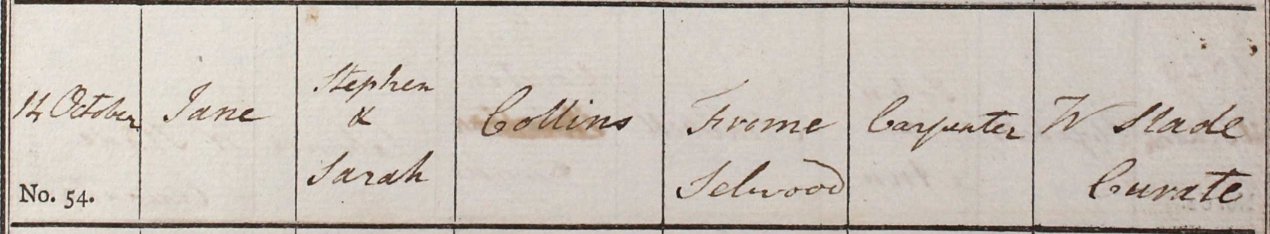 14 October
No. 54.
Jane
Stephen
&
Sarah
Collins
Frome
Selwood
Carpenter
W Slade
Curate